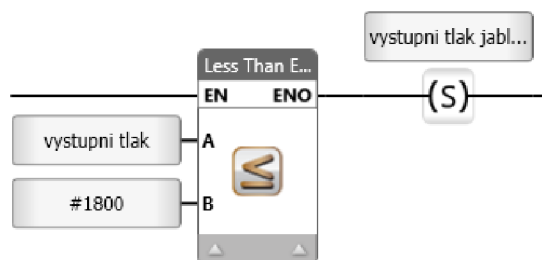 vystupni tlak jabl...
Less Than E...
EN ENO
(S)
vystupni tlak
A
#1800
B